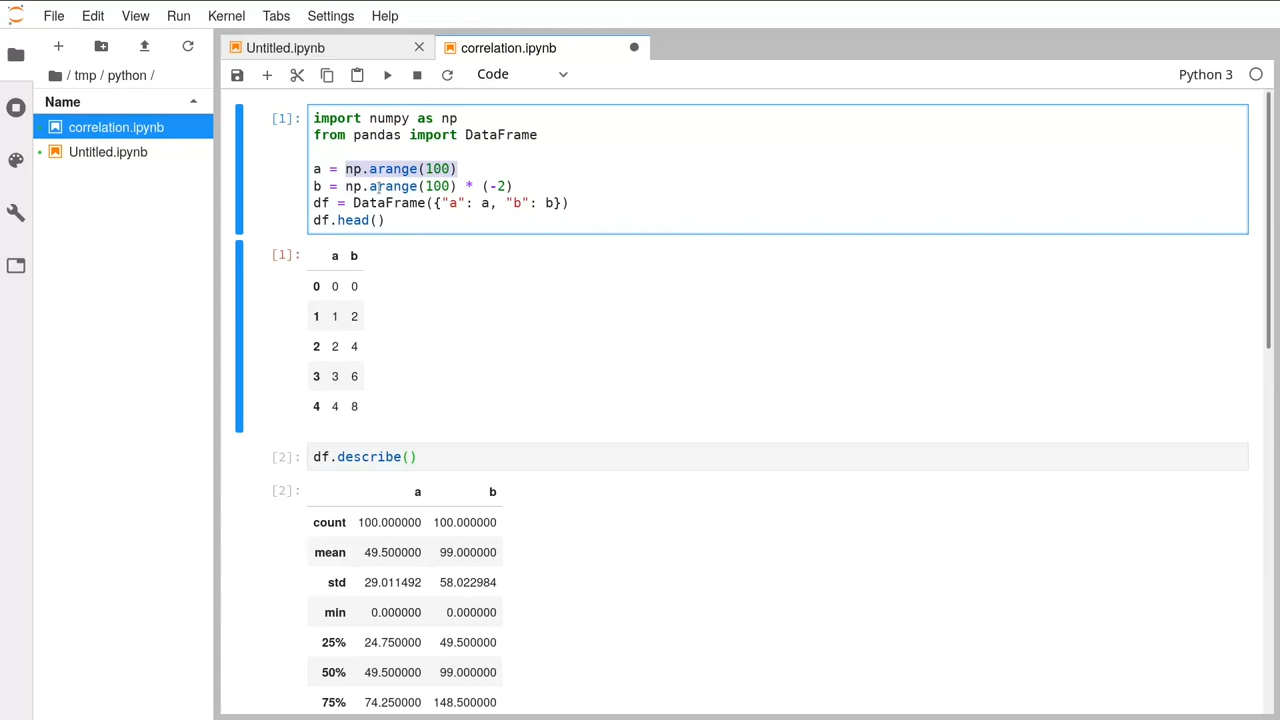 File Edit View Run Kernel Tabs Settings Help
Untitled.ipynb
correlation.ipynb
Code
Python 3
/ tmp / python /
Name
correlation.ipynb
Untitled.ipynb
[1]:
import numpy as np
from pandas import DataFrame
a = np.arange(100)
b = np.arange(100) * (-2)
df = DataFrame({"a": a, "b": b})
df.head()
[1]:
a b
0 0 0
1 1 2
2 2 4
3 3 6
4 4 8
[2]:
df.describe()
[2]:
a b
count 100.000000 100.000000
mean 49.500000 99.000000
std 29.011492 58.022984
min 0.000000 0.000000
25% 24.750000 49.500000
50% 49.500000 99.000000
75% 74.250000 148.500000